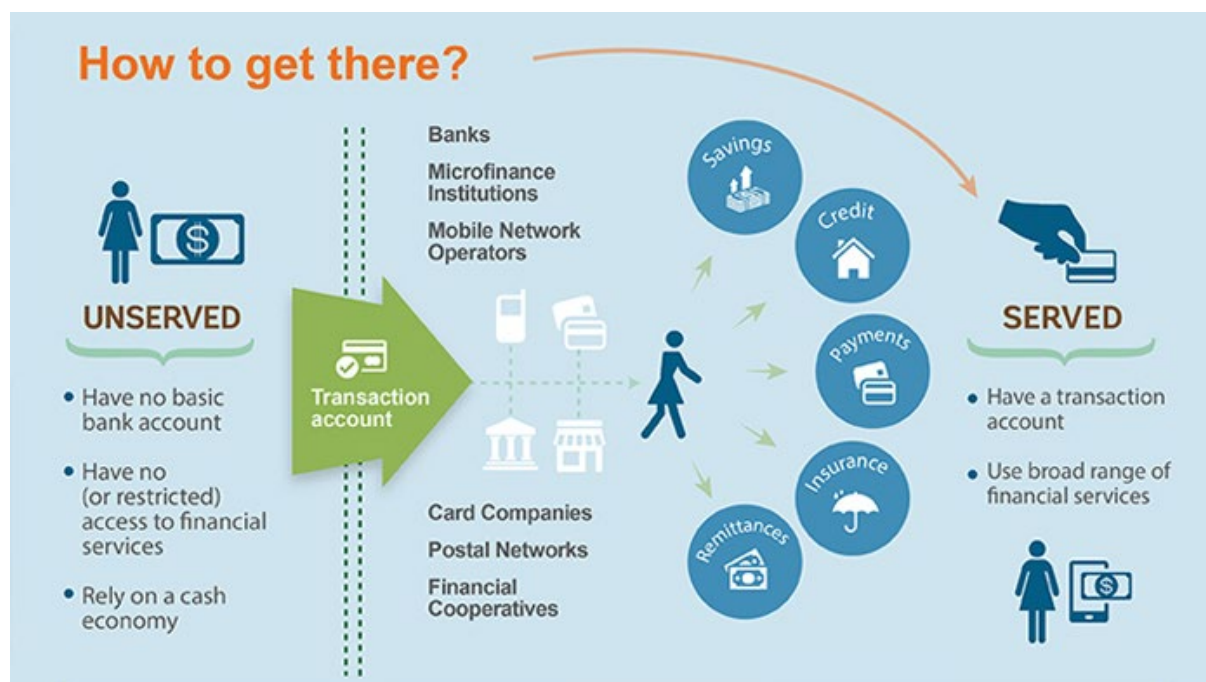 How to get there?
UNSERVED
• Have no basic
bank account
• Have no
(or restricted)
access to financial
services
• Rely on a cash
economy
Transaction
account
Banks
Microfinance
Institutions
Mobile Network
Operators
Card Companies
Postal Networks
Financial
Cooperatives
Savings
Credit
Payments
Insurance
Remittances
SERVED
• Have a transaction
account
• Use broad range of
financial services